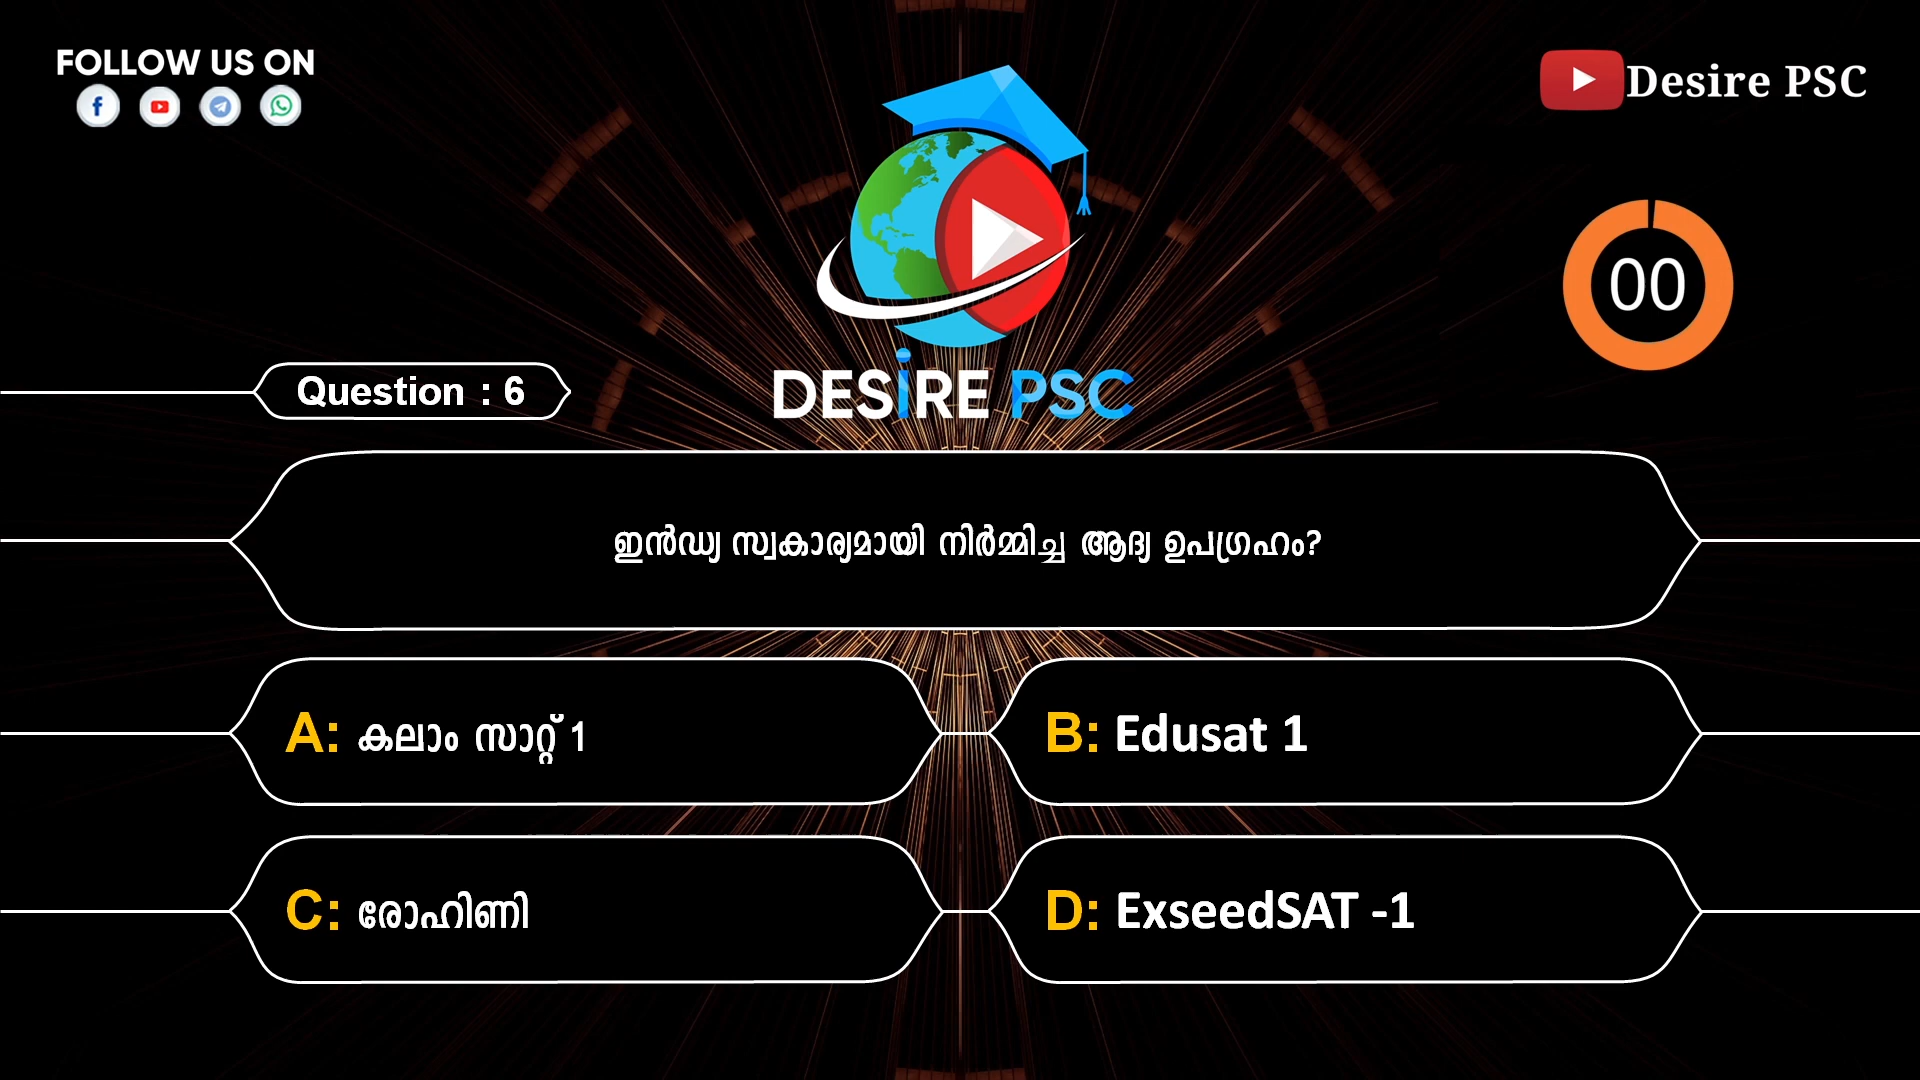 FOLLOW US ON
Desire PSC
00
DESiRE PSC
Question : 6
ഇൻഡ്യ സ്വകാര്യമായി നിർമ്മിച്ച ആദ്യ ഉപഗ്രഹം?
A: കലാം സാറ്റ് 1
B: Edusat 1
C: രോഹിണി
D: ExseedSAT -1